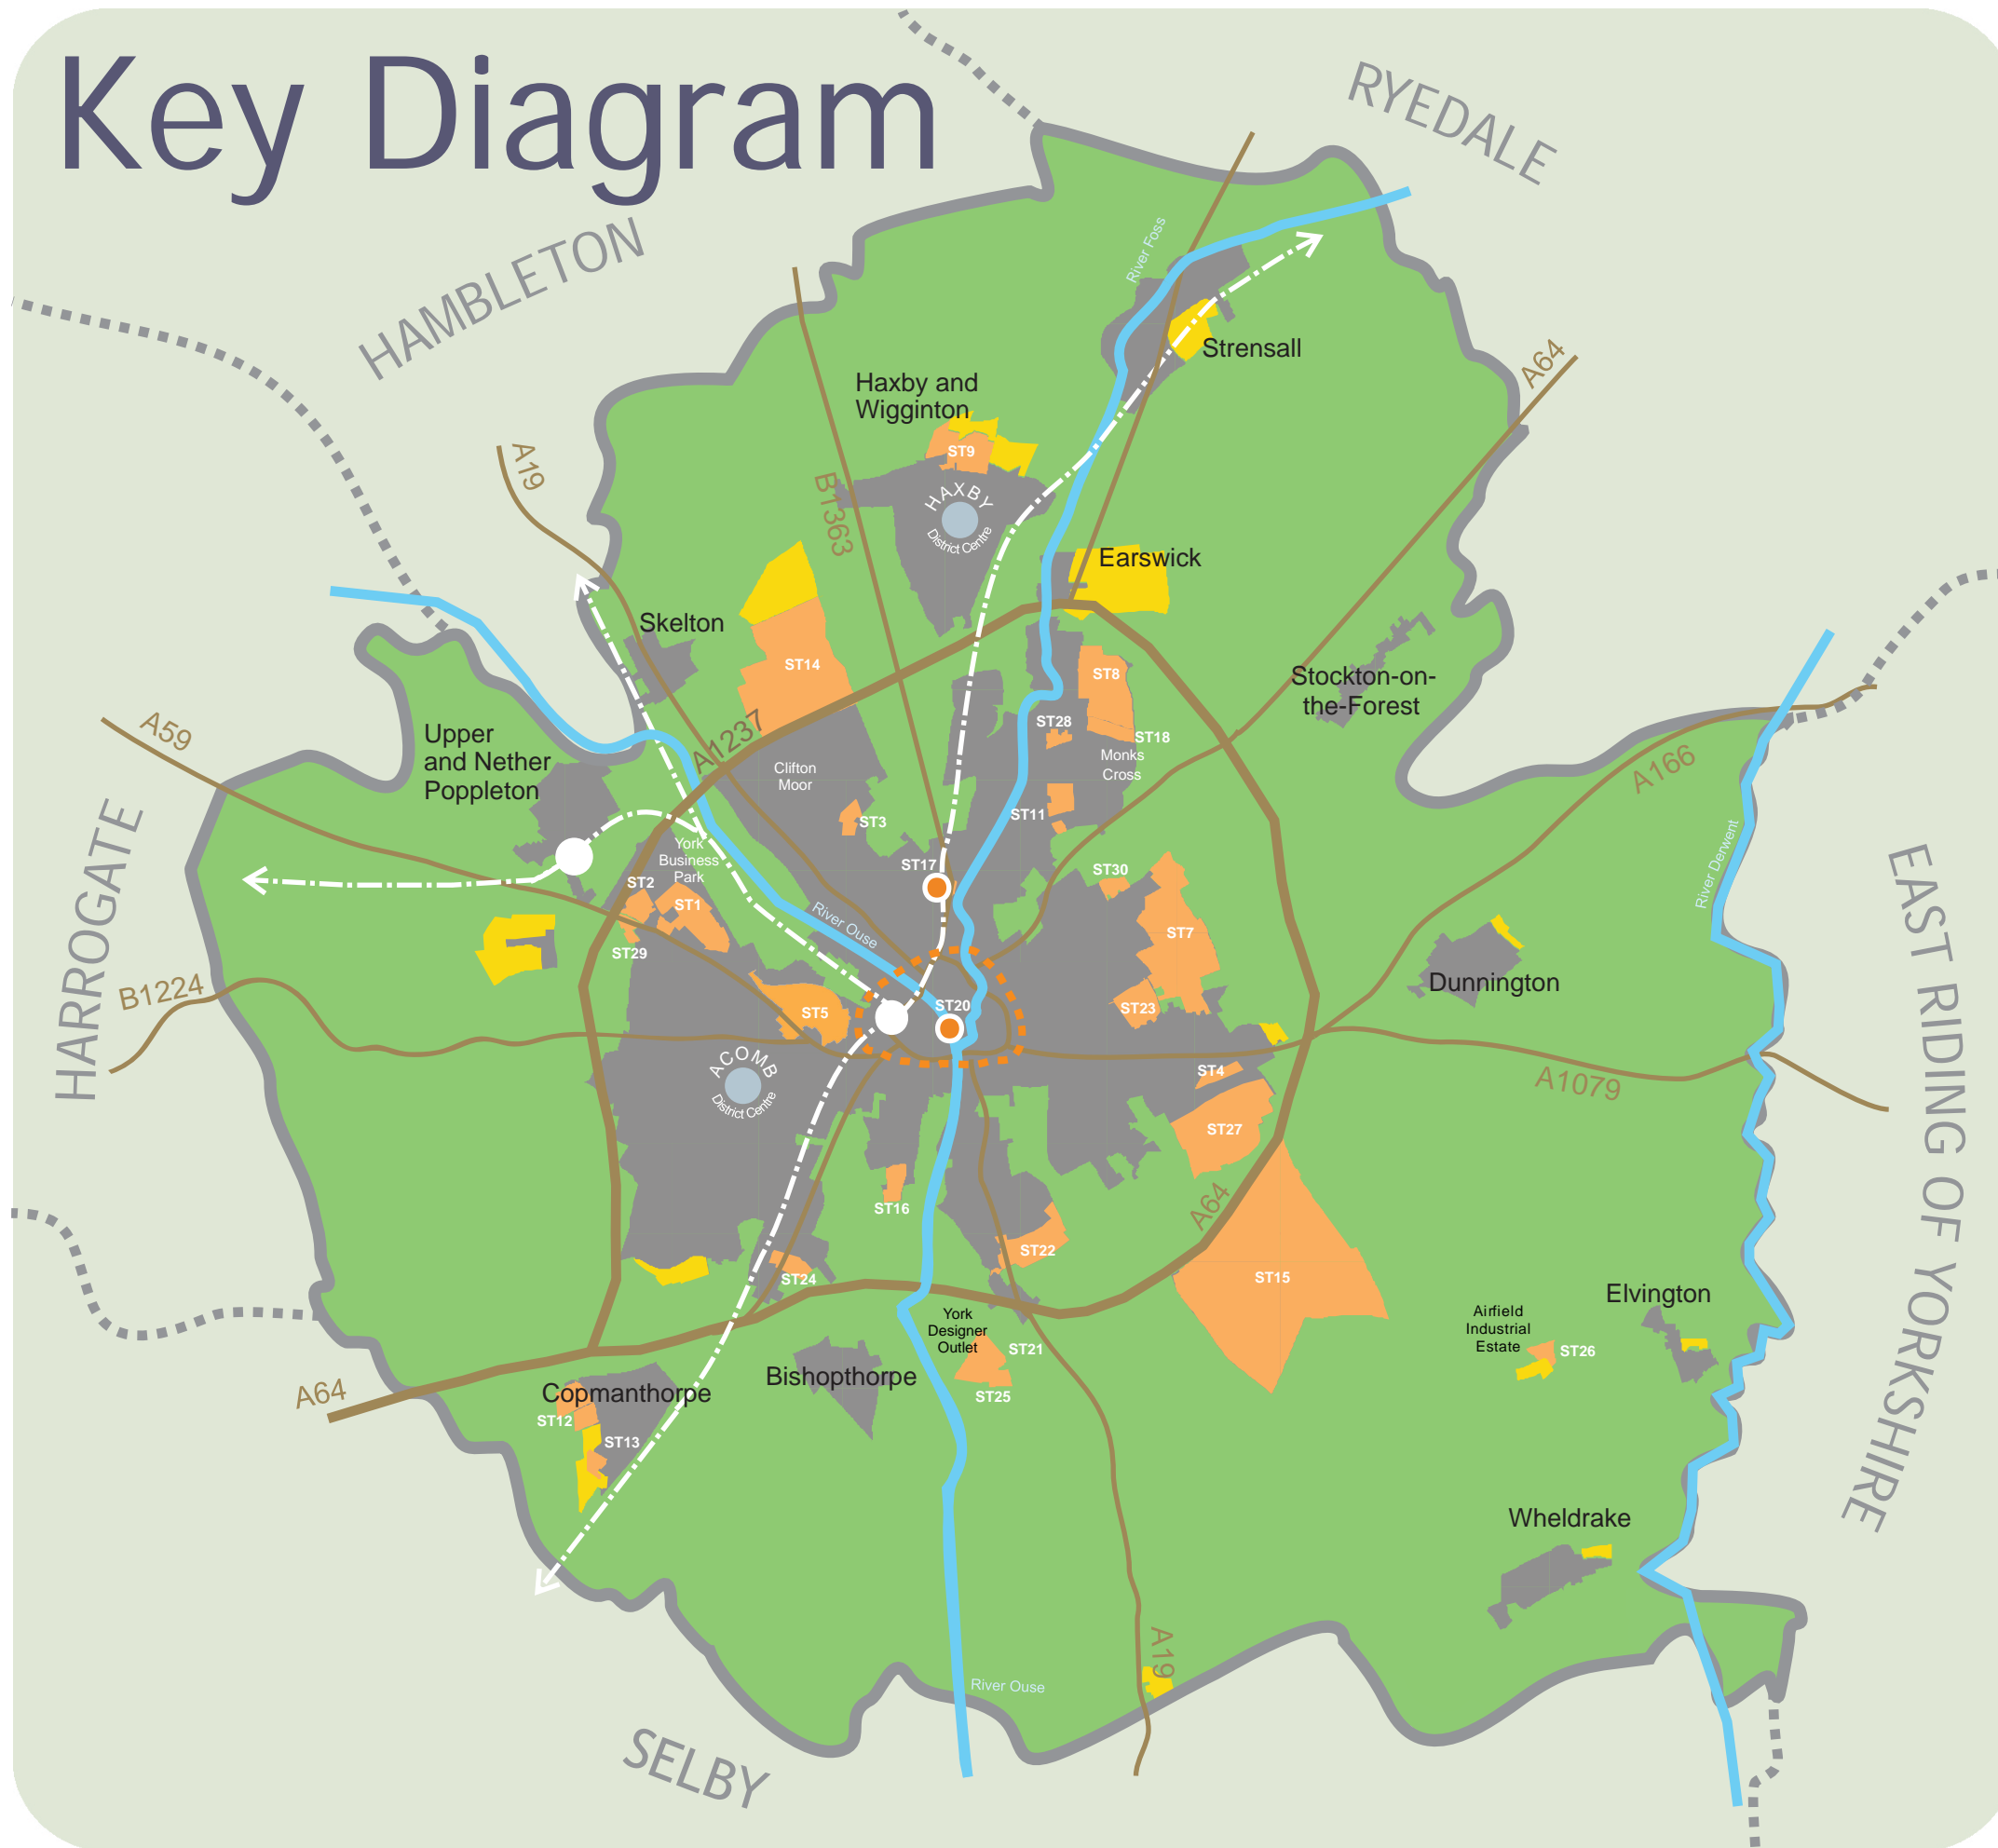 Key Diagram
RYEDALE
HAMBLETON
River Foss
Strensall
A64
Haxby and
Wigginton
ST9
A19
B1363
HAXBY
District Centre
Earswick
Skelton
ST14
ST8
Stockton-on-
the-Forest
A59
Upper
and Nether
Poppleton
A1237
ST28
ST18
Monks
Cross
Clifton
Moor
A166
ST3
ST11
HARROGATE
York
Business
Park
ST17
ST30
River Derwent
EAST RIDING OF YORKSHIRE
ST2
ST1
River Ouse
ST7
ST29
Dunnington
B1224
ST5
ST20
ST23
ACOMB
District Centre
ST4
A1079
ST27
ST16
A64
ST22
ST24
ST15
Elvington
York
Designer
Outlet
Airfield
Industrial
Estate
ST21
ST26
Bishopthorpe
ST25
A64
Copmanthorpe
ST12
ST13
Wheldrake
A19
River Ouse
SELBY